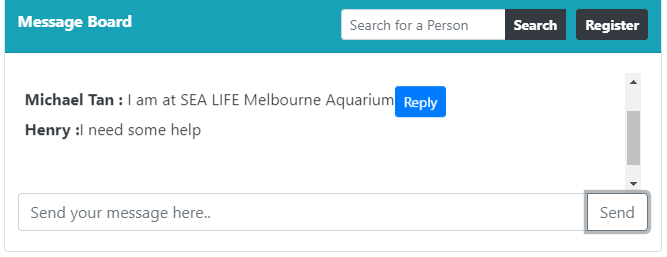 Message Board Search for a Person Search Register
Michael Tan : I am at SEA LIFE Melbourne Aquarium Reply
Henry :I need some help
Send your message here.. Send